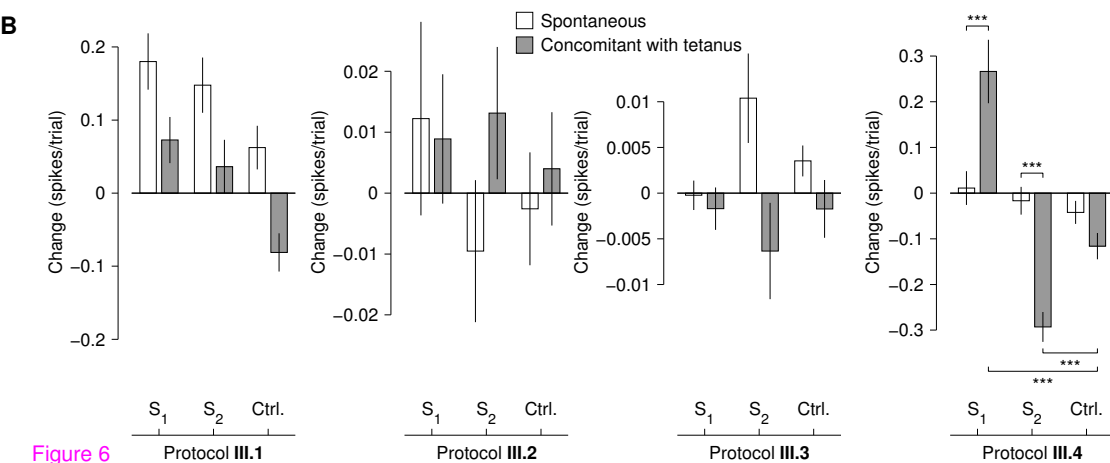 B
Spontaneous
Concomitant with tetanus
Change (spikes/trial)
0.2
0.1
0
−0.1
−0.2
S1 S2 Ctrl.
Protocol III.1
Change (spikes/trial)
0.02
0.01
0
−0.01
−0.02
S1 S2 Ctrl.
Protocol III.2
Change (spikes/trial)
0.01
0.005
0
−0.005
−0.01
S1 S2 Ctrl.
Protocol III.3
Change (spikes/trial)
0.3
0.2
0.1
0
−0.1
−0.2
−0.3
***
***
***
***
S1 S2 Ctrl.
Protocol III.4
Figure 6